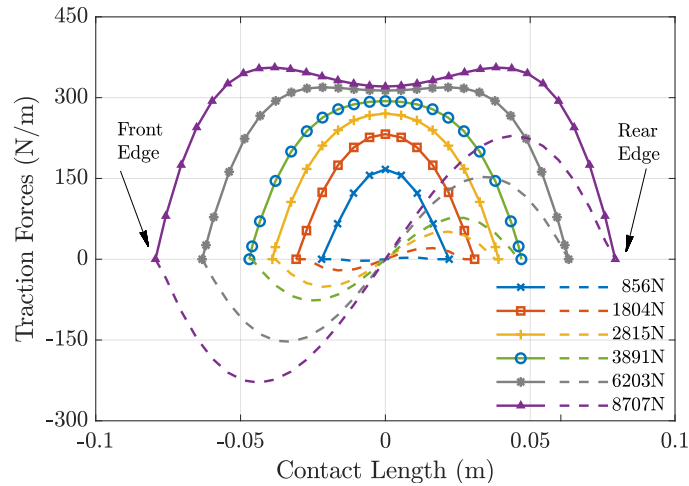 450
300
150
0
-150
-300
Traction Forces (N/m)
Front
Edge
Rear
Edge
856N
1804N
2815N
3891N
6203N
8707N
-0.1
-0.05
0
0.05
0.1
Contact Length (m)